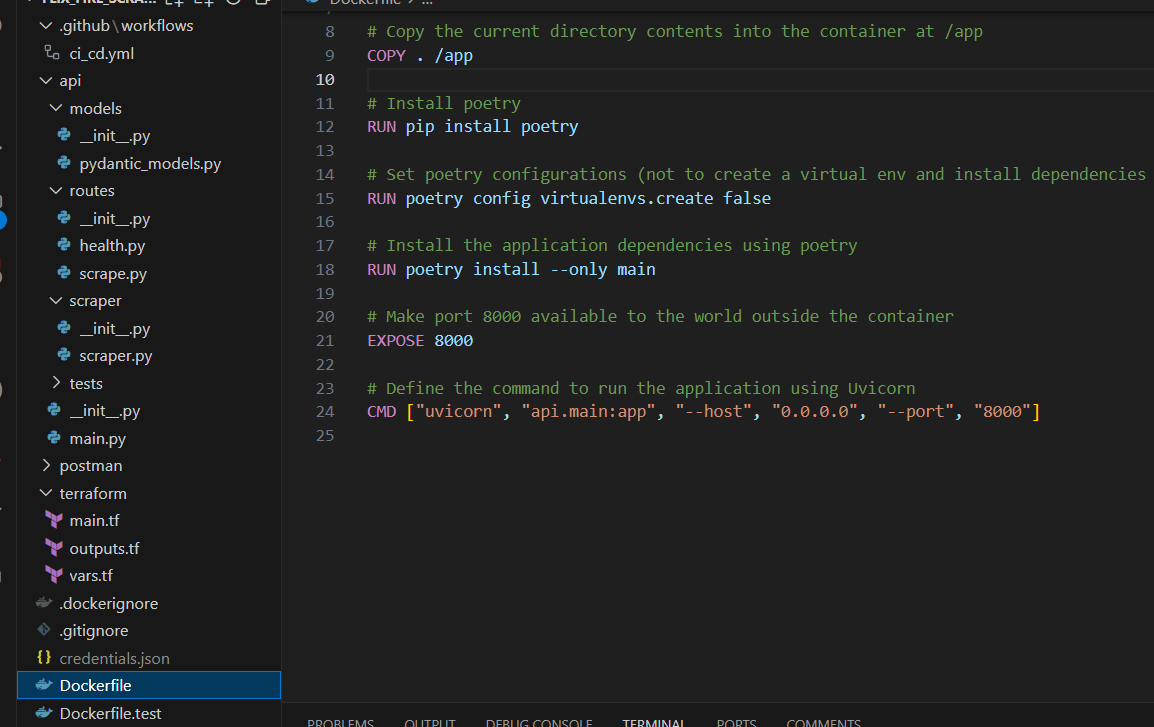 .github\workflows
ci_cd.yml
api
models
__init__.py
pydantic_models.py
routes
__init__.py
health.py
scrape.py
scraper
__init__.py
scraper.py
tests
__init__.py
main.py
postman
terraform
main.tf
outputs.tf
vars.tf
.dockerignore
.gitignore
{} credentials.json
Dockerfile
Dockerfile.test
Dockerfile > ...
8 # Copy the current directory contents into the container at /app
9 COPY . /app
10
11 # Install poetry
12 RUN pip install poetry
13
14 # Set poetry configurations (not to create a virtual env and install dependencies
15 RUN poetry config virtualenvs.create false
16
17 # Install the application dependencies using poetry
18 RUN poetry install --only main
19
20 # Make port 8000 available to the world outside the container
21 EXPOSE 8000
22
23 # Define the command to run the application using Uvicorn
24 CMD ["uvicorn", "api.main:app", "--host", "0.0.0.0", "--port", "8000"]
25
PROBLEMS OUTPUT DEBUG CONSOLE TERMINAL PORTS COMMENTS